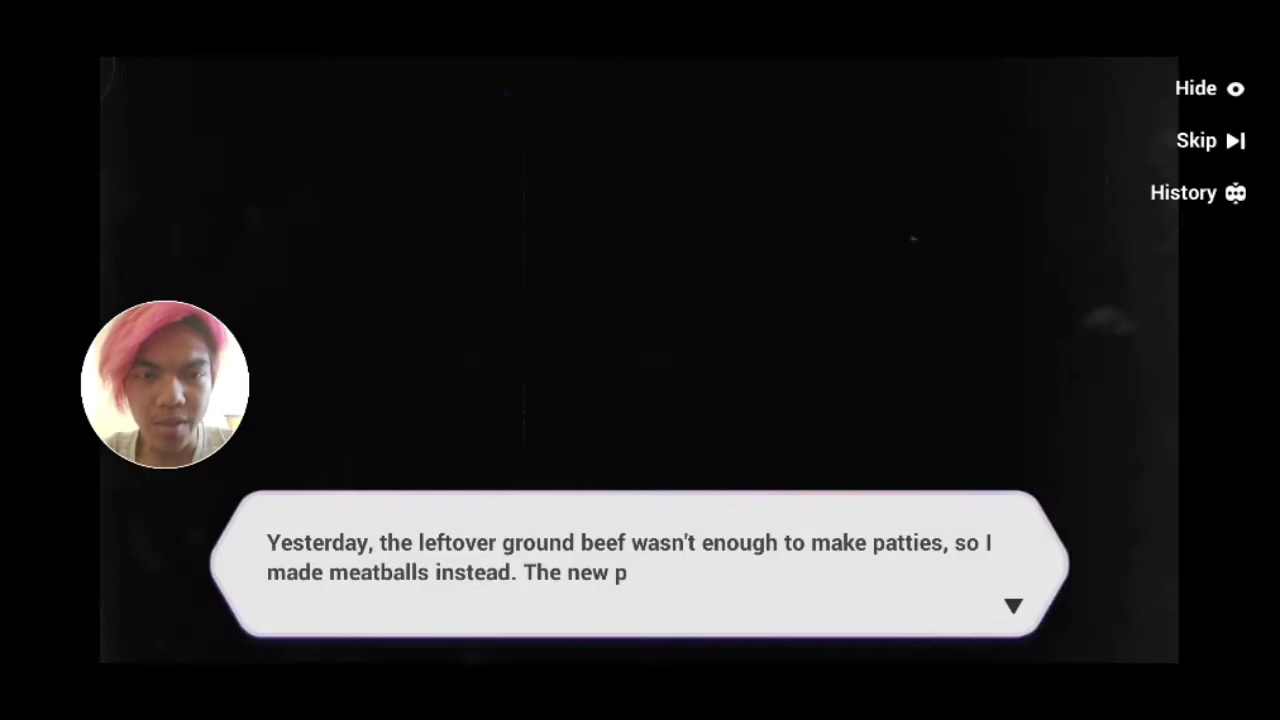 Hide
Skip
History
Yesterday, the leftover ground beef wasn't enough to make patties, so I
made meatballs instead. The new p